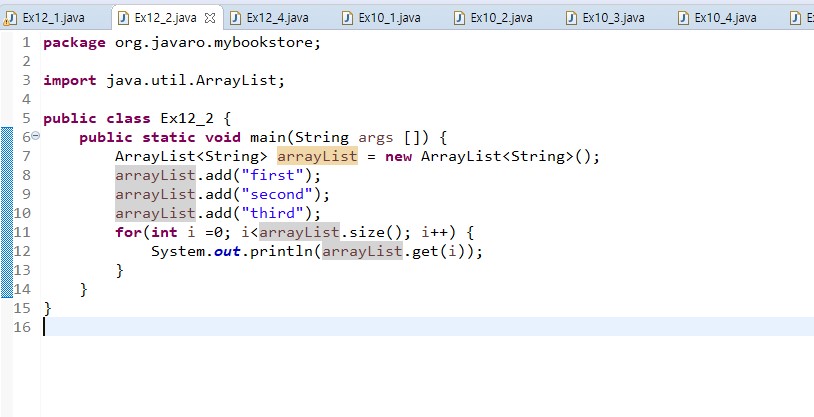 Ex12_1.java Ex12_2.java Ex12_4.java Ex10_1.java Ex10_2.java Ex10_3.java Ex10_4.java
1 package org.javaro.mybookstore;
2
3 import java.util.ArrayList;
4
5 public class Ex12_2 {
6 public static void main(String args []) {
7 ArrayList<String> arrayList = new ArrayList<String>();
8 arrayList.add("first");
9 arrayList.add("second");
10 arrayList.add("third");
11 for(int i =0; i<arrayList.size(); i++) {
12 System.out.println(arrayList.get(i));
13 }
14 }
15 }
16